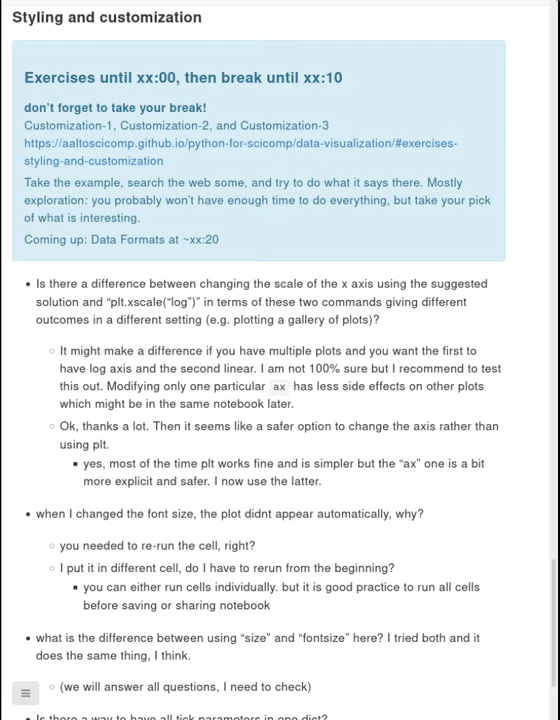 Styling and customization
Exercises until xx:00, then break until xx:10
don't forget to take your break!
Customization-1, Customization-2, and Customization-3
https://aaltoscicomp.github.io/python-for-scicomp/data-visualization/#exercises-
styling-and-customization
Take the example, search the web some, and try to do what it says there. Mostly
exploration: you probably won't have enough time to do everything, but take your pick
of what is interesting.
Coming up: Data Formats at ~xx:20
• Is there a difference between changing the scale of the x axis using the suggested
solution and “plt.xscale(“log”)” in terms of these two commands giving different
outcomes in a different setting (e.g. plotting a gallery of plots)?
◦ It might make a difference if you have multiple plots and you want the first to
have log axis and the second linear. I am not 100% sure but I recommend to test
this out. Modifying only one particular ax has less side effects on other plots
which might be in the same notebook later.
◦ Ok, thanks a lot. Then it seems like a safer option to change the axis rather than
using plt.
▪ yes, most of the time plt works fine and is simpler but the “ax” one is a bit
more explicit and safer. I now use the latter.
• when I changed the font size, the plot didnt appear automatically, why?
◦ you needed to re-run the cell, right?
◦ I put it in different cell, do I have to rerun from the beginning?
▪ you can either run cells individually. but it is good practice to run all cells
before saving or sharing notebook
• what is the difference between using “size” and “fontsize” here? I tried both and it
does the same thing, I think.
◦ (we will answer all questions, I need to check)
• Is there a way to have all tick parameters in one dict?